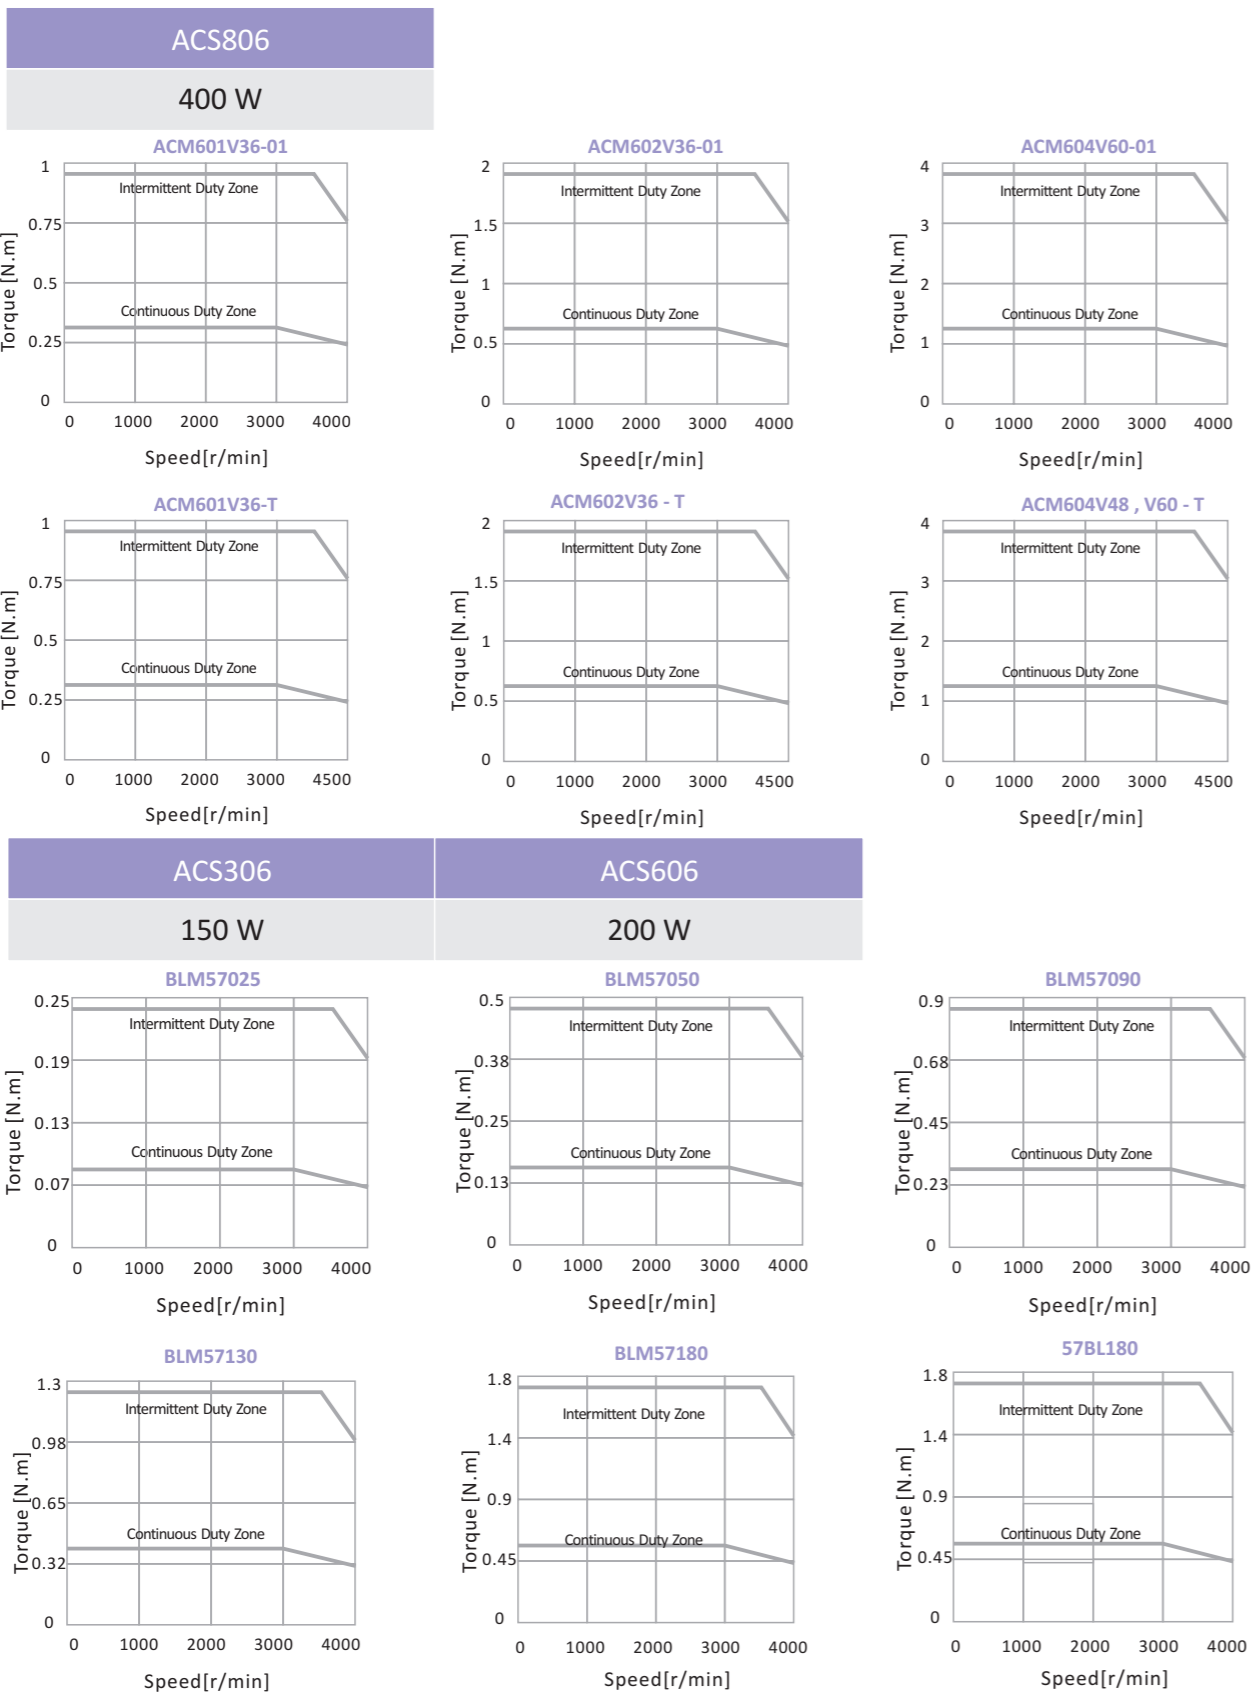 ACS806
400 W
ACM601V36-01
1
Intermittent Duty Zone
0.75
0.5
Continuous Duty Zone
0.25
0
0 1000 2000 3000 4000
Torque [N.m]
Speed[r/min]
ACM602V36-01
2
Intermittent Duty Zone
1.5
1
Continuous Duty Zone
0.5
0
0 1000 2000 3000 4000
Torque [N.m]
Speed[r/min]
ACM604V60-01
4
Intermittent Duty Zone
3
2
Continuous Duty Zone
1
0
0 1000 2000 3000 4000
Torque [N.m]
Speed[r/min]
ACM601V36-T
1
Intermittent Duty Zone
0.75
0.5
Continuous Duty Zone
0.25
0
0 1000 2000 3000 4500
Torque [N.m]
Speed[r/min]
ACM602V36 - T
2
Intermittent Duty Zone
1.5
1
Continuous Duty Zone
0.5
0
0 1000 2000 3000 4500
Torque [N.m]
Speed[r/min]
ACM604V48 , V60 - T
4
Intermittent Duty Zone
3
2
Continuous Duty Zone
1
0
0 1000 2000 3000 4500
Torque [N.m]
Speed[r/min]
ACS306 ACS606
150 W 200 W
BLM57025
0.25
Intermittent Duty Zone
0.19
0.13
Continuous Duty Zone
0.07
0
0 1000 2000 3000 4000
Torque [N.m]
Speed[r/min]
BLM57050
0.5
Intermittent Duty Zone
0.38
0.25
Continuous Duty Zone
0.13
0
0 1000 2000 3000 4000
Torque [N.m]
Speed[r/min]
BLM57090
0.9
Intermittent Duty Zone
0.68
0.45
Continuous Duty Zone
0.23
0
0 1000 2000 3000 4000
Torque [N.m]
Speed[r/min]
BLM57130
1.3
Intermittent Duty Zone
0.98
0.65
Continuous Duty Zone
0.32
0
0 1000 2000 3000 4000
Torque [N.m]
Speed[r/min]
BLM57180
1.8
Intermittent Duty Zone
1.4
0.9
Continuous Duty Zone
0.45
0
0 1000 2000 3000 4000
Torque [N.m]
Speed[r/min]
57BL180
1.8
Intermittent Duty Zone
1.4
0.9
Continuous Duty Zone
0.45
0
0 1000 2000 3000 4000
Torque [N.m]
Speed[r/min]